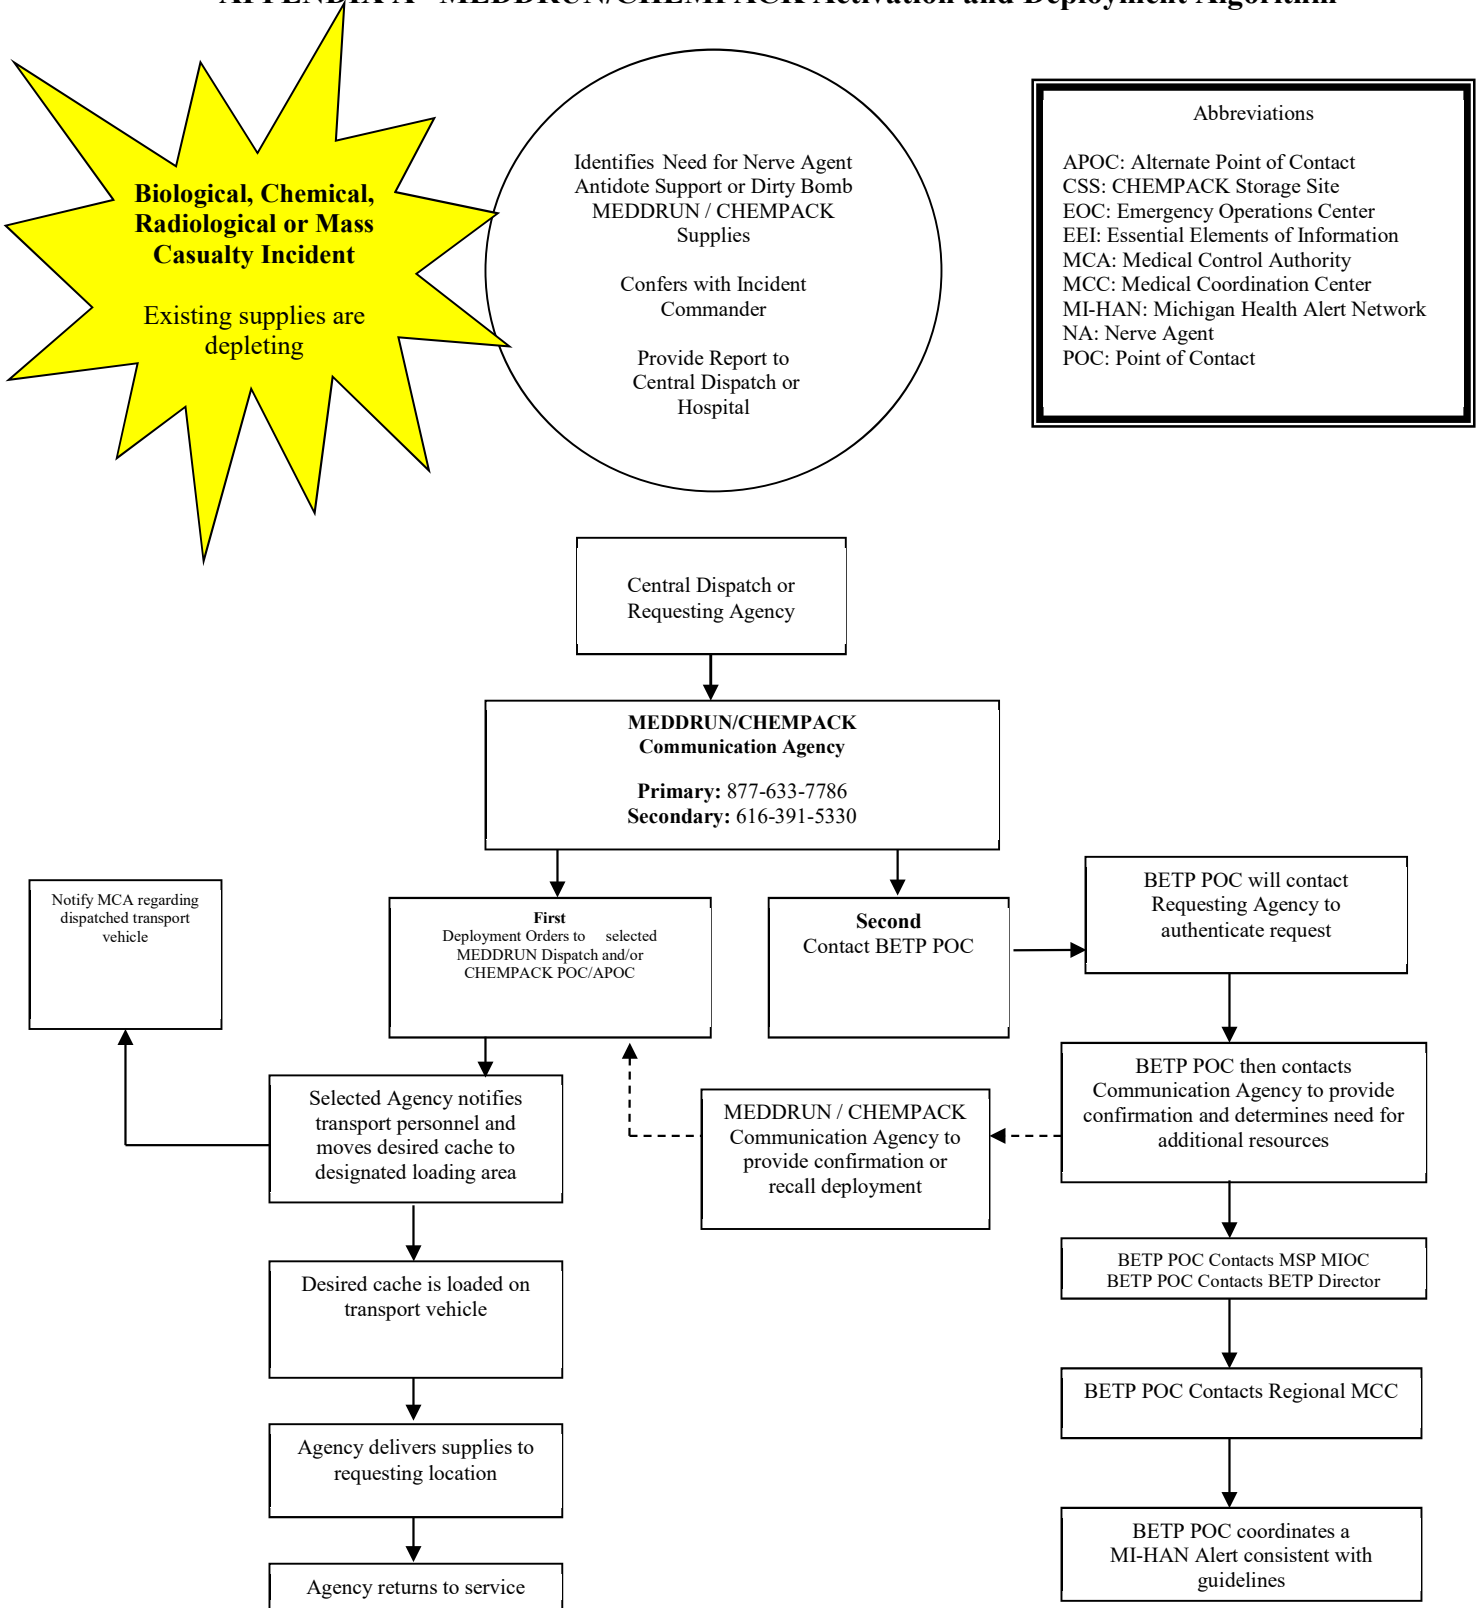 APPENDIX A - MEDDRUN/CHEMPACK Activation and Deployment Algorithm
Biological, Chemical,
Radiological or Mass
Casualty Incident
Existing supplies are
depleting
Identifies Need for Nerve Agent
Antidote Support or Dirty Bomb
MEDDRUN / CHEMPACK
Supplies
Confers with Incident
Commander
Provide Report to
Central Dispatch or
Hospital
Abbreviations
APOC: Alternate Point of Contact
CSS: CHEMPACK Storage Site
EOC: Emergency Operations Center
EEI: Essential Elements of Information
MCA: Medical Control Authority
MCC: Medical Coordination Center
MI-HAN: Michigan Health Alert Network
NA: Nerve Agent
POC: Point of Contact
Central Dispatch or
Requesting Agency
MEDDRUN/CHEMPACK
Communication Agency
Primary: 877-633-7786
Secondary: 616-391-5330
Notify MCA regarding
dispatched transport
vehicle
First
Deployment Orders to selected
MEDDRUN Dispatch and/or
CHEMPACK POC/APOC
Second
Contact BETP POC
BETP POC will contact
Requesting Agency to
authenticate request
Selected Agency notifies
transport personnel and
moves desired cache to
designated loading area
MEDDRUN / CHEMPACK
Communication Agency to
provide confirmation or
recall deployment
BETP POC then contacts
Communication Agency to provide
confirmation and determines need for
additional resources
Desired cache is loaded on
transport vehicle
BETP POC Contacts MSP MIOC
BETP POC Contacts BETP Director
BETP POC Contacts Regional MCC
Agency delivers supplies to
requesting location
BETP POC coordinates a
MI-HAN Alert consistent with
guidelines
Agency returns to service